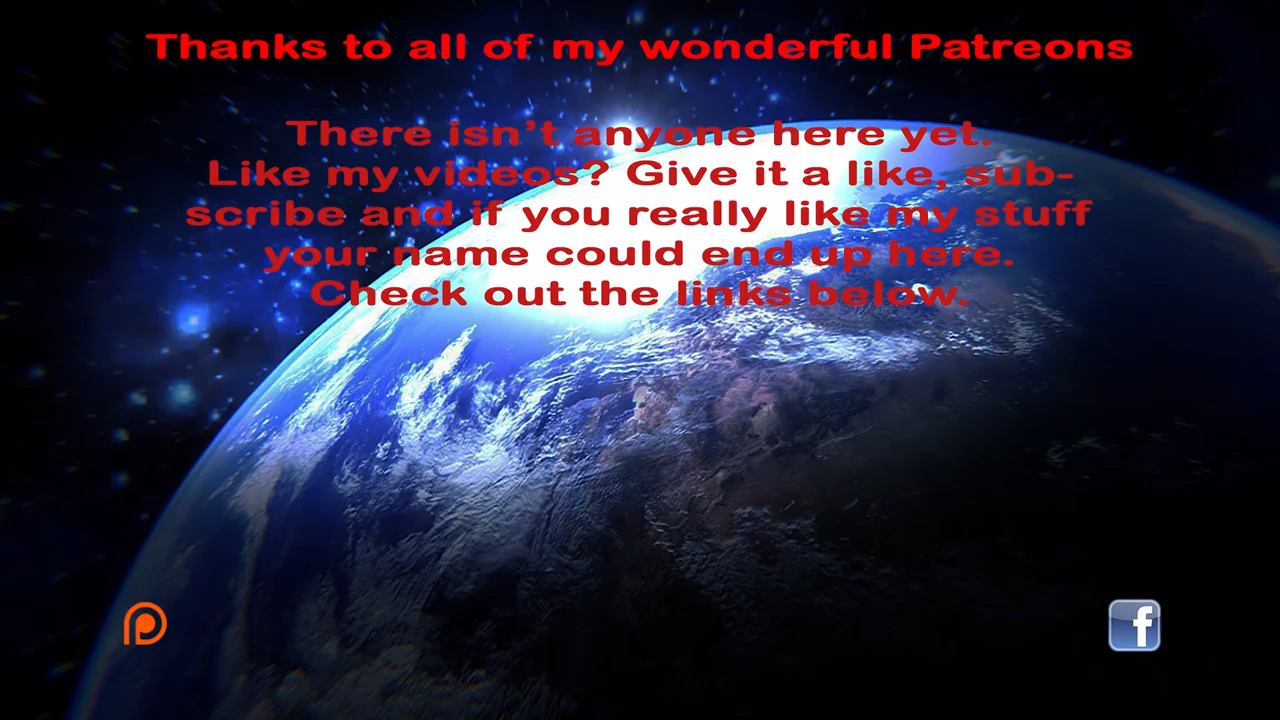 Thanks to all of my wonderful Patreons
There isn't anyone here yet.
Like my videos? Give it a like, sub-
scribe and if you really like my stuff
your name could end up here.
Check out the links below.